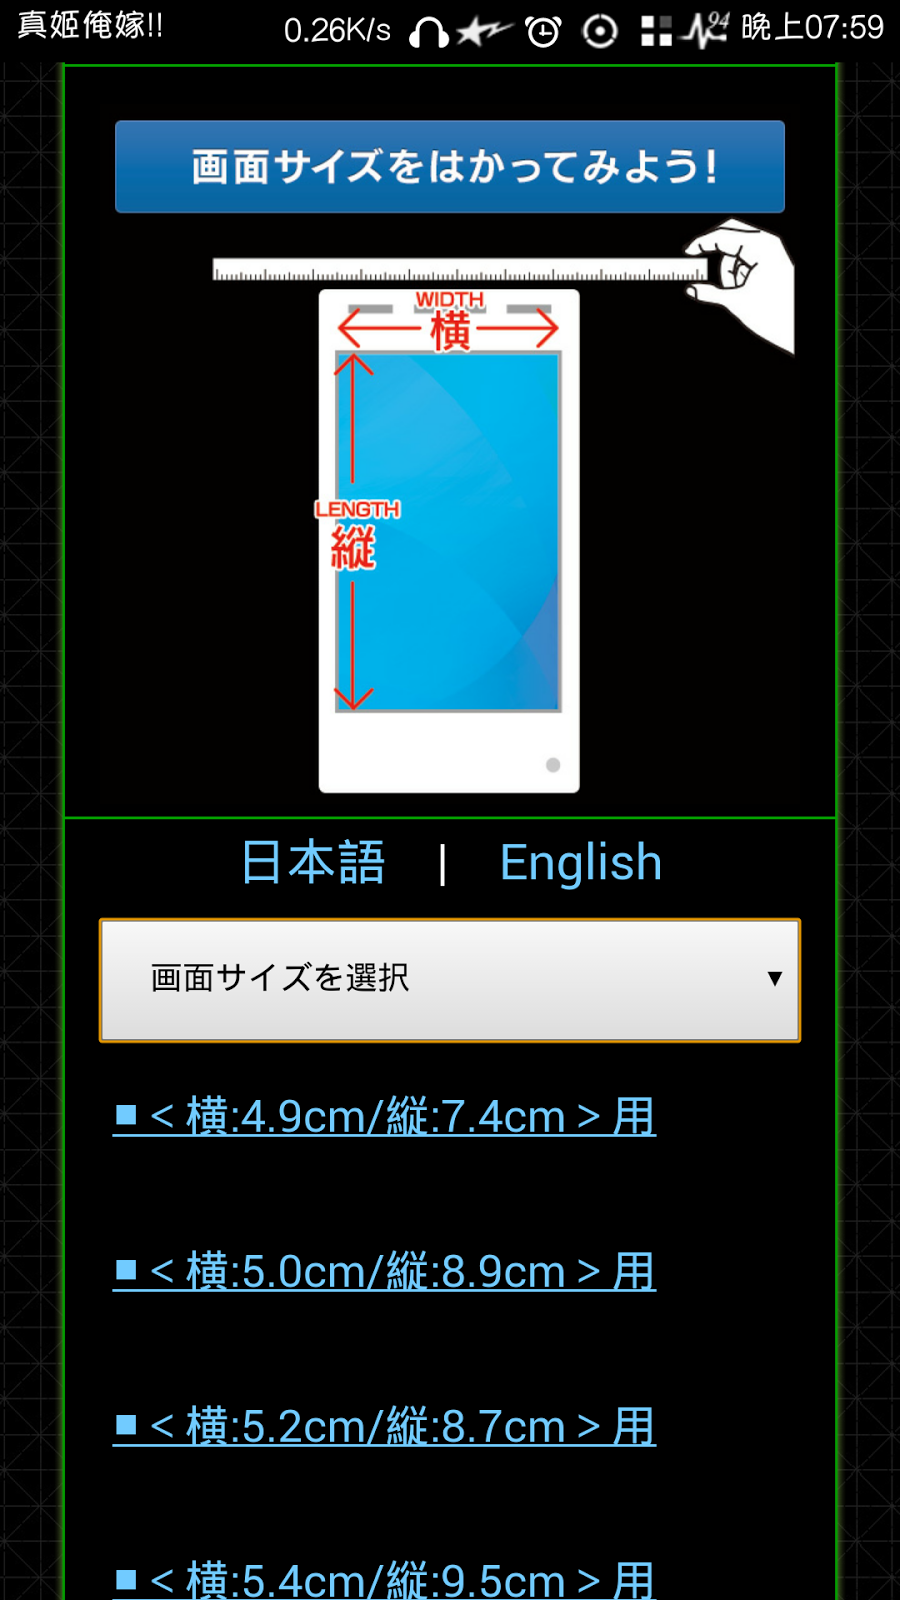 真姫俺嫁!! 0.26K/s 94 晚上07:59
画面サイズをはかってみよう!
WIDTH
横
LENGTH
縦
日本語 | English
画面サイズを選択 ▼
■<横:4.9cm/縦:7.4cm>用
■<横:5.0cm/縦:8.9cm>用
■<横:5.2cm/縦:8.7cm>用
■<横:5.4cm/縦:9.5cm>用